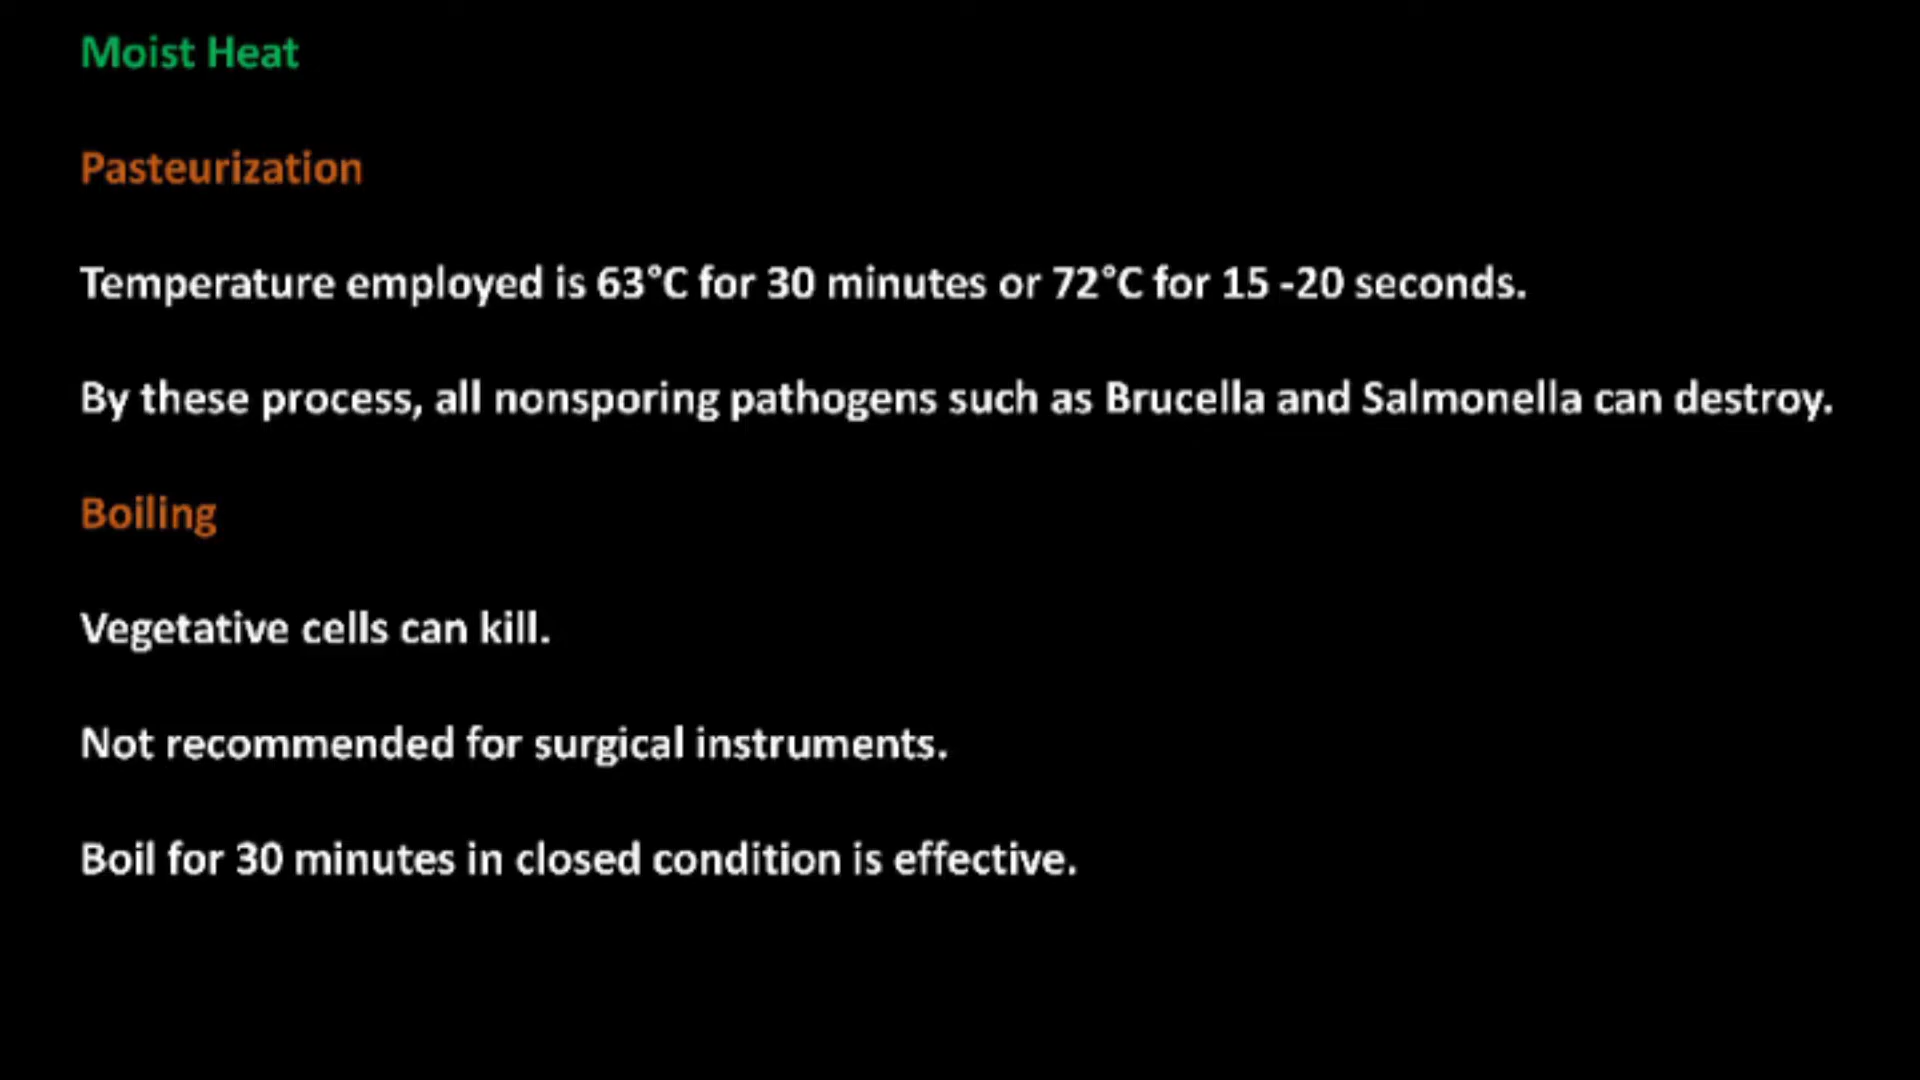 Moist Heat
Pasteurization
Temperature employed is 63°C for 30 minutes or 72°C for 15 -20 seconds.
By these process, all nonsporing pathogens such as Brucella and Salmonella can destroy.
Boiling
Vegetative cells can kill.
Not recommended for surgical instruments.
Boil for 30 minutes in closed condition is effective.